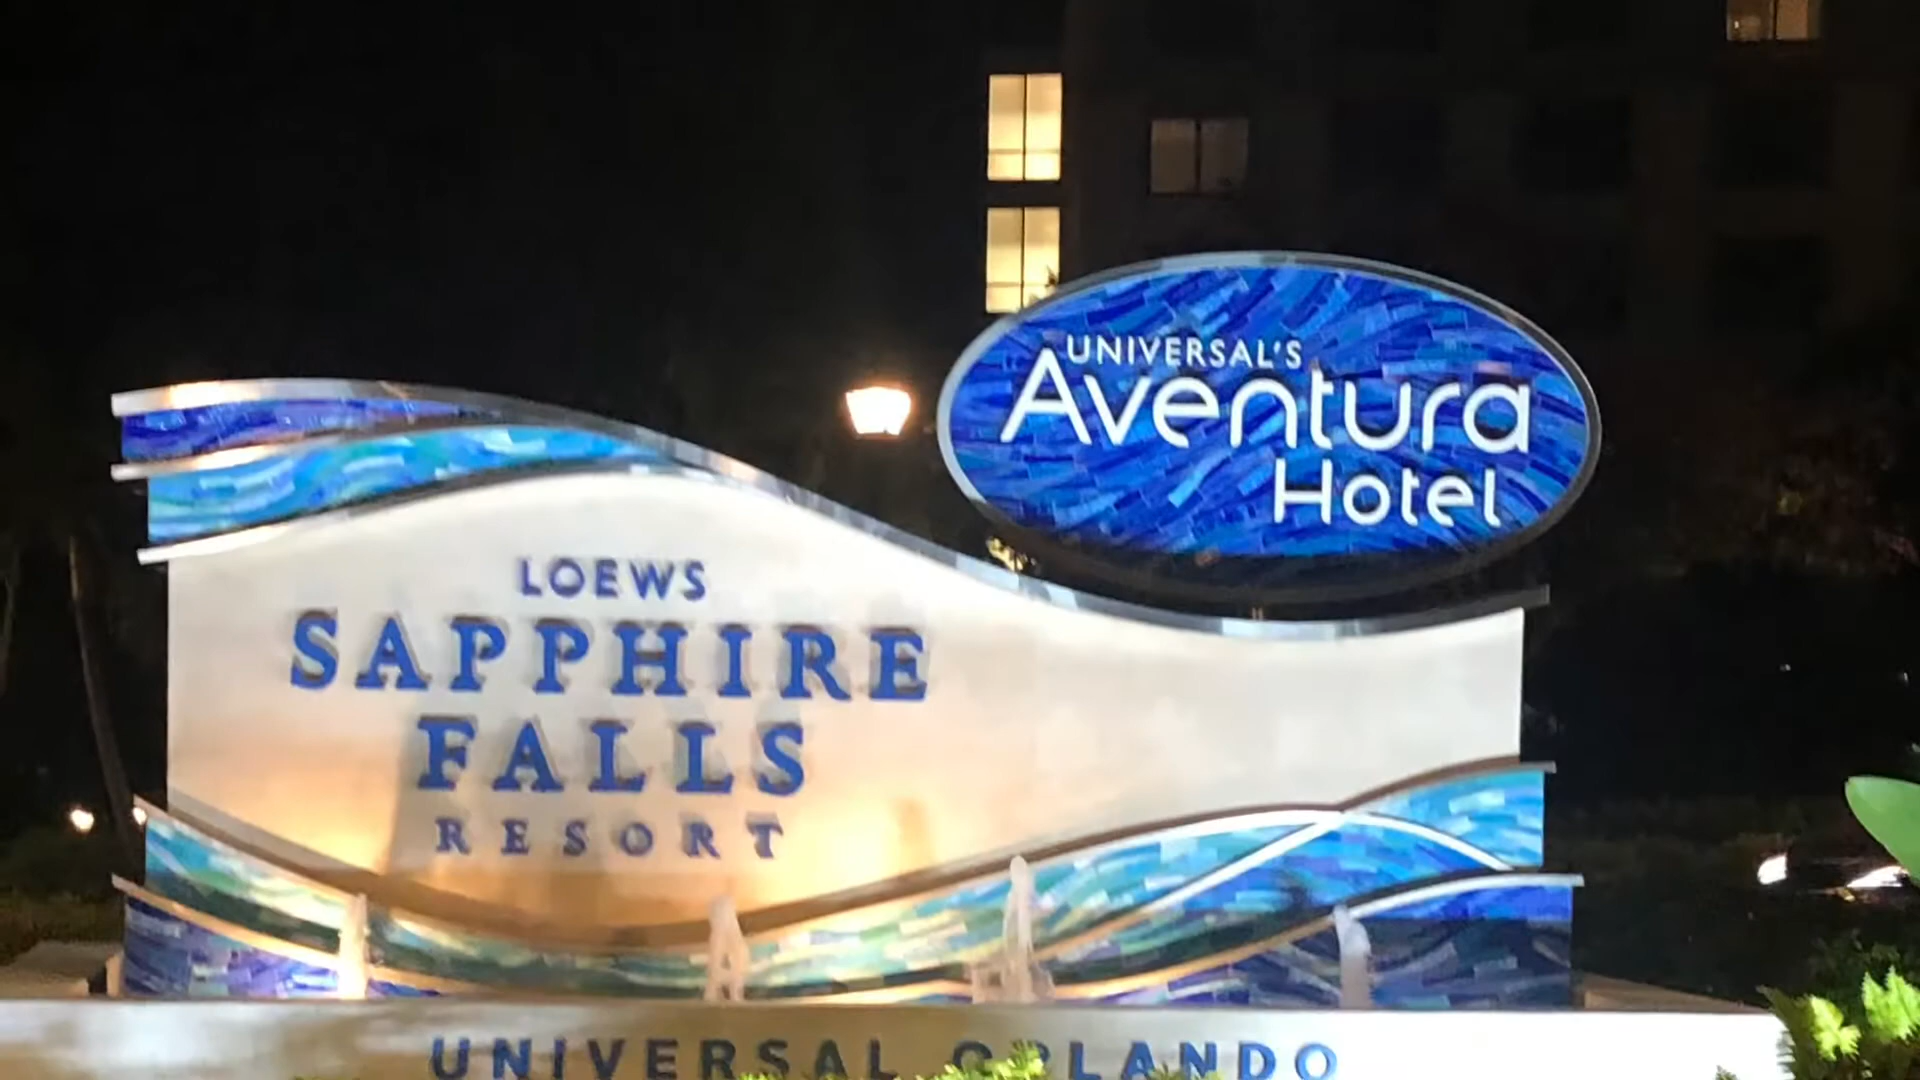 UNIVERSAL'S
Aventura
Hotel
LOEWS
SAPPHIRE
FALLS
RESORT
UNIVERSAL ORLANDO